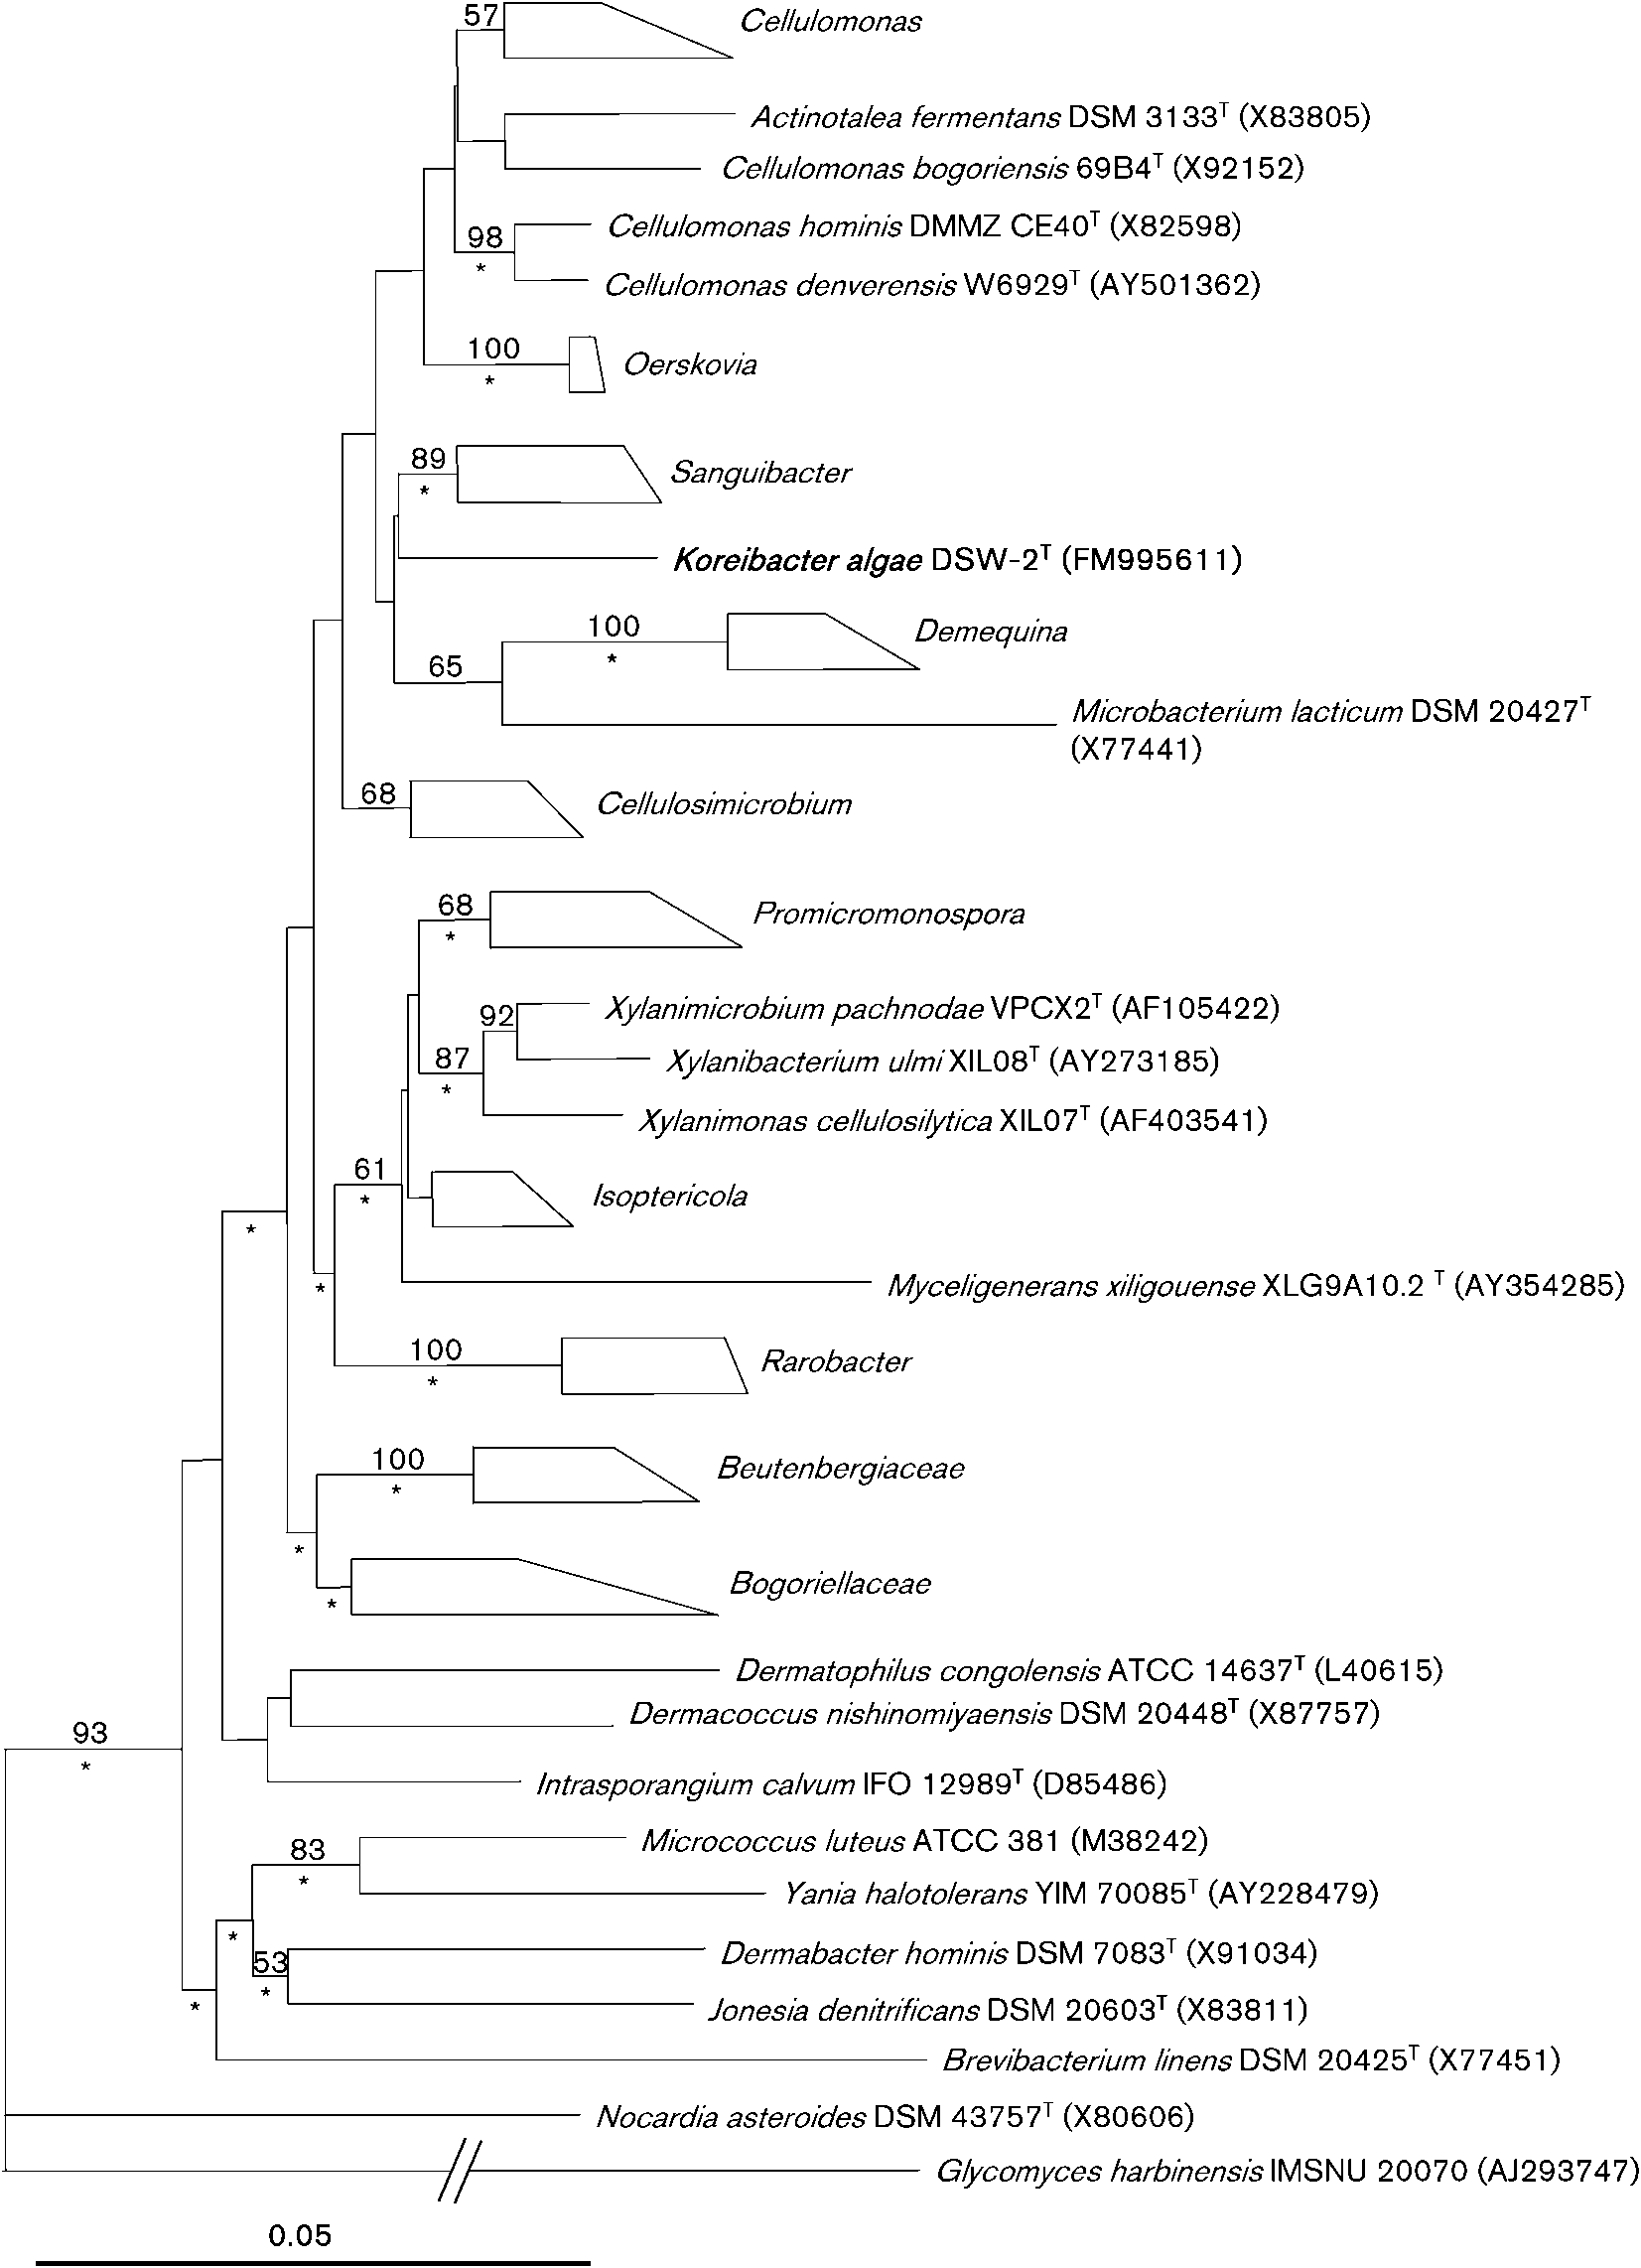 57
Cellulomonas
Actinotalea fermentans DSM 3133T (X83805)
Cellulomonas bogoriensis 69B4T (X92152)
Cellulomonas hominis DMMZ CE40T (X82598)
98
*
Cellulomonas denverensis W6929T (AY501362)
100
*
Oerskovia
89
*
Sanguibacter
Koreibacter algae DSW-2T (FM995611)
100
*
Demequina
65
Microbacterium lacticum DSM 20427T
(X77441)
68
Cellulosimicrobium
68
*
Promicromonospora
Xylanimicrobium pachnodae VPCX2T (AF105422)
92
Xylanibacterium ulmi XIL08T (AY273185)
87
*
Xylanimonas cellulosilytica XIL07T (AF403541)
61
*
Isoptericola
*
*
Myceligenerans xiligouense XLG9A10.2 T (AY354285)
100
*
Rarobacter
100
*
Beutenbergiaceae
*
*
Bogoriellaceae
Dermatophilus congolensis ATCC 14637T (L40615)
Dermacoccus nishinomiyaensis DSM 20448T (X87757)
93
*
Intrasporangium calvum IFO 12989T (D85486)
Micrococcus luteus ATCC 381 (M38242)
83
*
Yania halotolerans YIM 70085T (AY228479)
*
Dermabacter hominis DSM 7083T (X91034)
53
*
*
Jonesia denitrificans DSM 20603T (X83811)
Brevibacterium linens DSM 20425T (X77451)
Nocardia asteroides DSM 43757T (X80606)
Glycomyces harbinensis IMSNU 20070 (AJ293747)
0.05